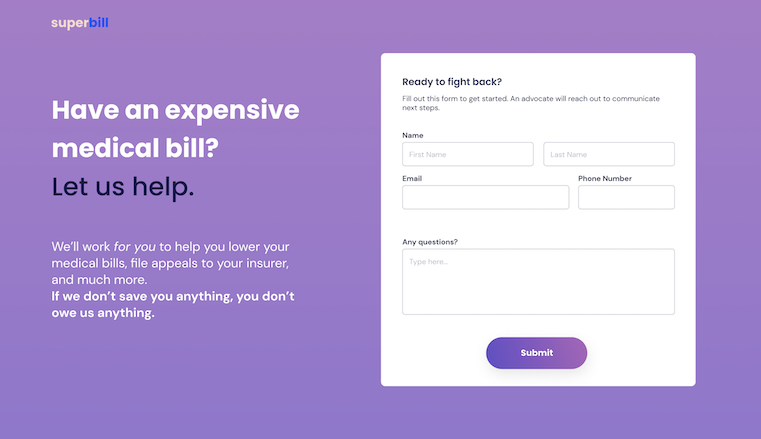 superbill
Have an expensive
medical bill?
Let us help.
We’ll work for you to help you lower your
medical bills, file appeals to your insurer,
and much more.
If we don’t save you anything, you don’t
owe us anything.
Ready to fight back?
Fill out this form to get started. An advocate will reach out to communicate
next steps.
Name
First Name
Last Name
Email
Phone Number
Any questions?
Type here...
Submit